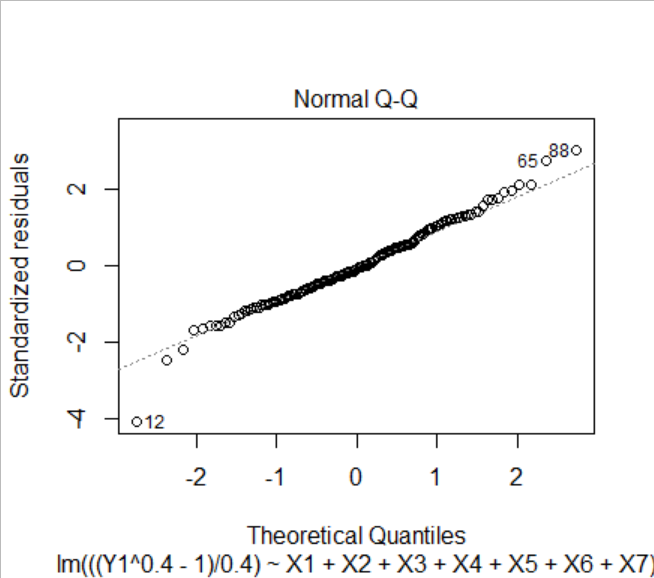 Normal Q-Q
Standardized residuals
2
0
-2
-4
88
65
12
-2 -1 0 1 2
Theoretical Quantiles
lm(((Y1^0.4 - 1)/0.4) ~ X1 + X2 + X3 + X4 + X5 + X6 + X7)